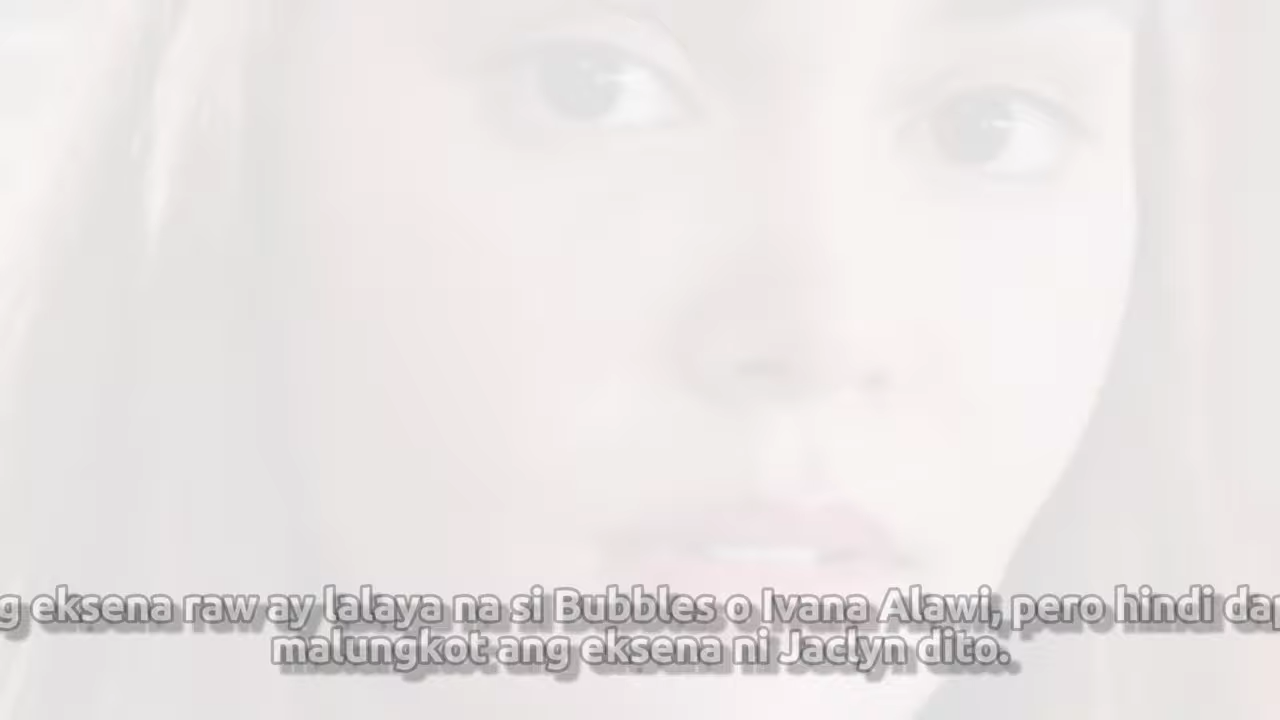 g eksena raw ay lalaya na si Bubbles o Ivana Alawi, pero hindi dap
malungkot ang eksena ni Jaclyn dito.